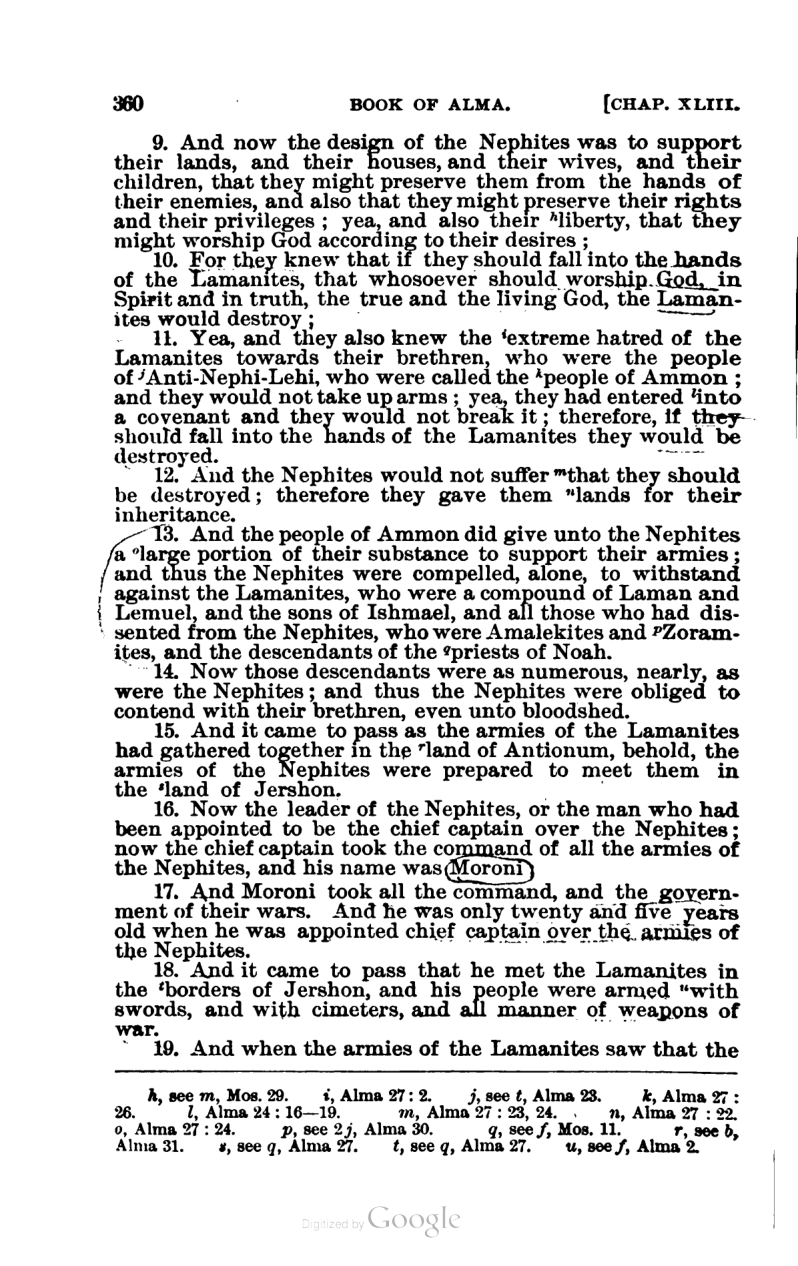 360 BOOK OF ALMA. [CHAP. XLIII.
9. And now the design of the Nephites was to support
their lands, and their houses, and their wives, and their
children, that they might preserve them from the hands of
their enemies, and also that they might preserve their rights
and their privileges ; yea, and also their ʰliberty, that they
might worship God according to their desires ;
10. For they knew that if they should fall into the hands
of the Lamanites, that whosoever should worship God, in
Spirit and in truth, the true and the living God, the Laman-
ites would destroy ;
11. Yea, and they also knew the ⁱextreme hatred of the
Lamanites towards their brethren, who were the people
of ʲAnti-Nephi-Lehi, who were called the ᵏpeople of Ammon ;
and they would not take up arms ; yea, they had entered ˡinto
a covenant and they would not break it ; therefore, if they
should fall into the hands of the Lamanites they would be
destroyed.
12. And the Nephites would not suffer ᵐthat they should
be destroyed ; therefore they gave them ⁿlands for their
inheritance.
13. And the people of Ammon did give unto the Nephites
a ᵒlarge portion of their substance to support their armies ;
and thus the Nephites were compelled, alone, to withstand
against the Lamanites, who were a compound of Laman and
Lemuel, and the sons of Ishmael, and all those who had dis-
sented from the Nephites, who were Amalekites and ᵖZoram-
ites, and the descendants of the ᑫpriests of Noah.
14. Now those descendants were as numerous, nearly, as
were the Nephites ; and thus the Nephites were obliged to
contend with their brethren, even unto bloodshed.
15. And it came to pass as the armies of the Lamanites
had gathered together in the ʳland of Antionum, behold, the
armies of the Nephites were prepared to meet them in
the ˢland of Jershon.
16. Now the leader of the Nephites, or the man who had
been appointed to be the chief captain over the Nephites ;
now the chief captain took the command of all the armies of
the Nephites, and his name was Moroni
17. And Moroni took all the command, and the govern-
ment of their wars. And he was only twenty and five years
old when he was appointed chief captain over the armies of
the Nephites.
18. And it came to pass that he met the Lamanites in
the ᵗborders of Jershon, and his people were armed ᵘwith
swords, and with cimeters, and all manner of weapons of
war.
19. And when the armies of the Lamanites saw that the
h, see m, Mos. 29. i, Alma 27 : 2. j, see t, Alma 23. k, Alma 27 :
26. l, Alma 24 : 16—19. m, Alma 27 : 23, 24. n, Alma 27 : 22.
o, Alma 27 : 24. p, see 2 j, Alma 30. q, see f, Mos. 11. r, see b,
Alma 31. s, see q, Alma 27. t, see q, Alma 27. u, see f, Alma 2.
Digitized by Google